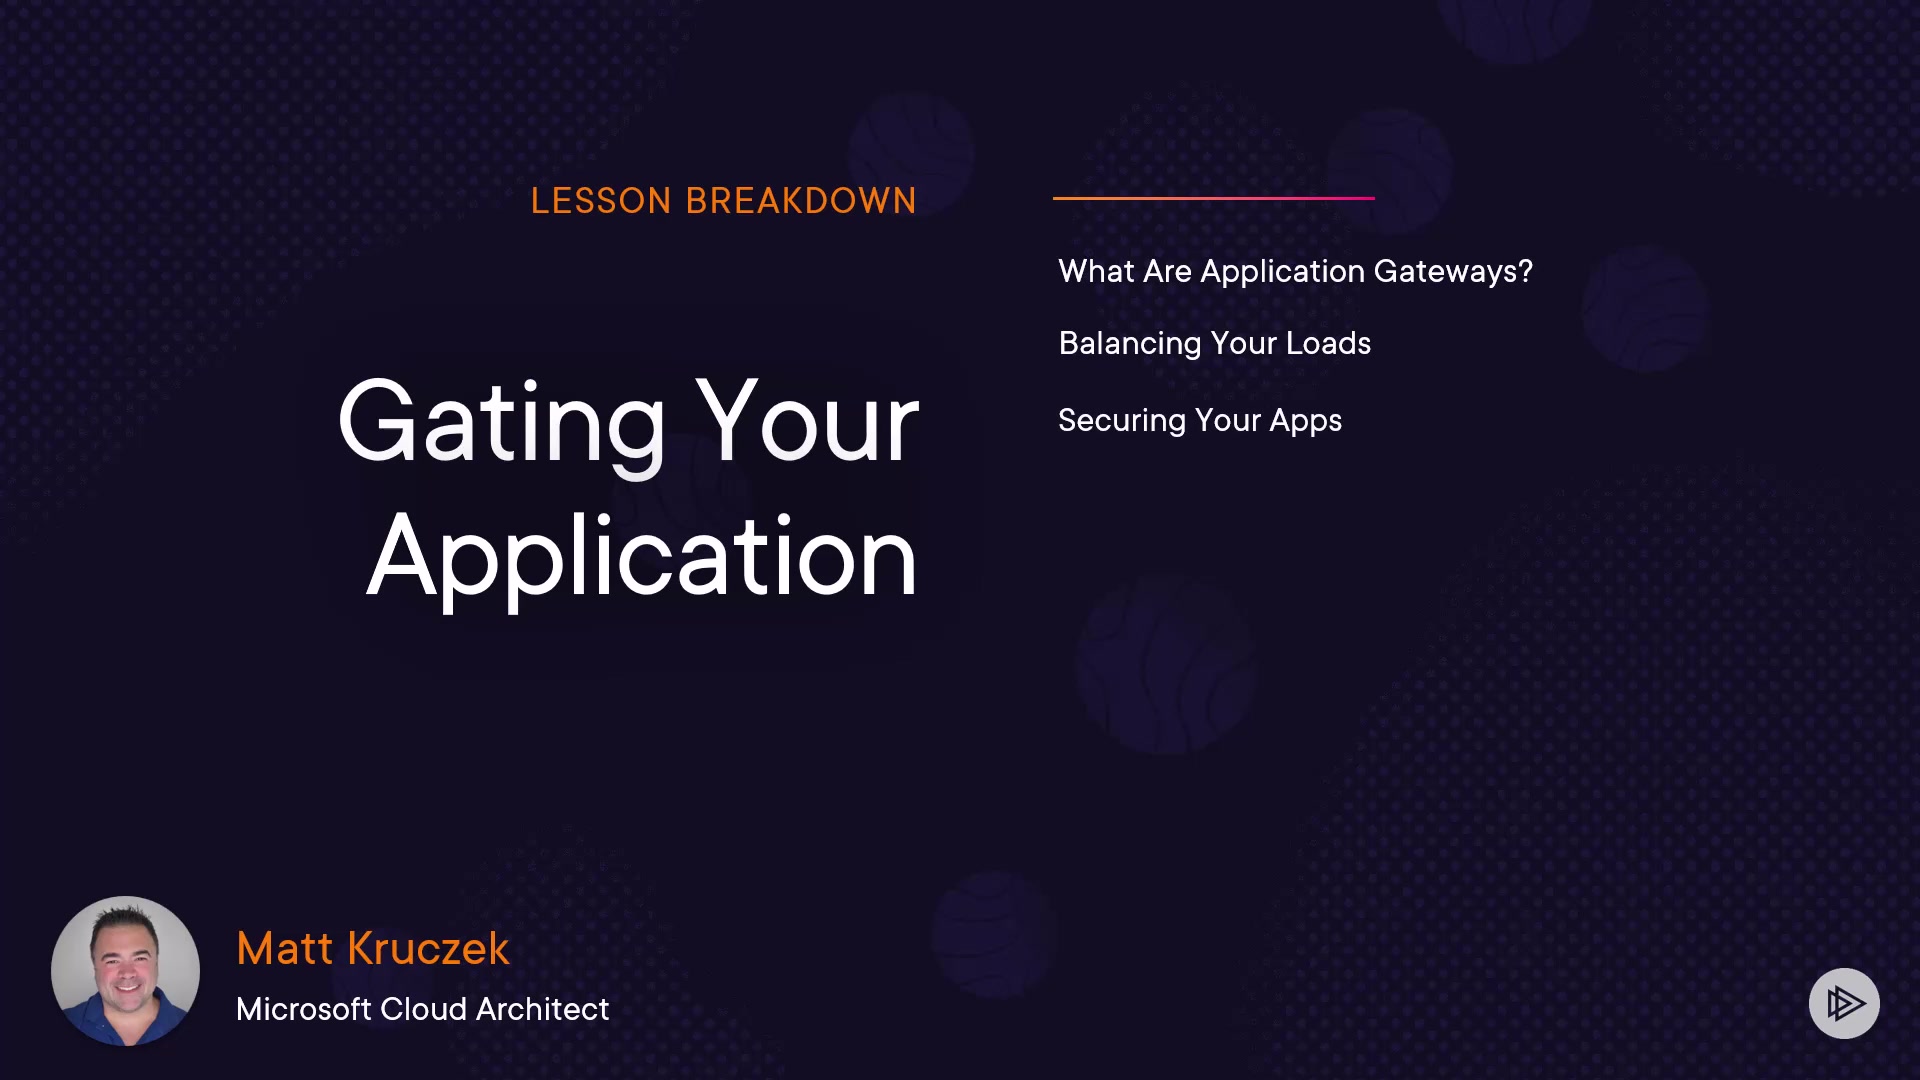 LESSON BREAKDOWN
Gating Your
Application
What Are Application Gateways?
Balancing Your Loads
Securing Your Apps
Matt Kruczek
Microsoft Cloud Architect